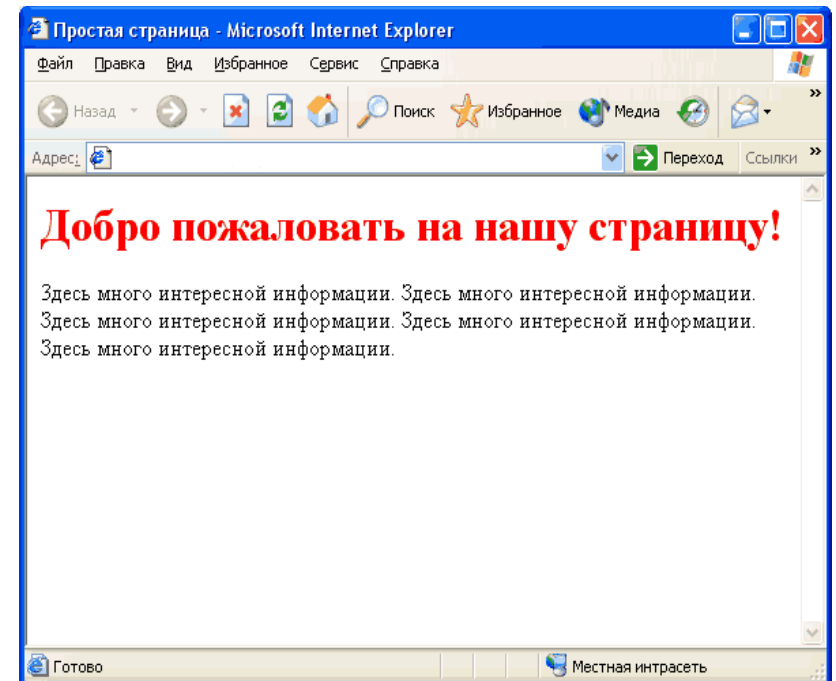 Простая страница - Microsoft Internet Explorer
Файл Правка Вид Избранное Сервис Справка
Назад Поиск Избранное Медиа »
Адрес: Переход Ссылки »
Добро пожаловать на нашу страницу!
Здесь много интересной информации. Здесь много интересной информации.
Здесь много интересной информации. Здесь много интересной информации.
Здесь много интересной информации.
Готово Местная интрасеть